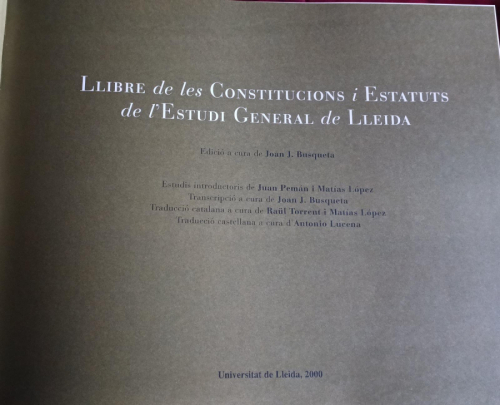 LLIBRE de les CONSTITUCIONS i ESTATUTS
de l'ESTUDI GENERAL de LLEIDA
Edició a cura de Joan J. Busqueta
Estudis introductoris de Juan Pemán i Matías López
Transcripció a cura de Joan J. Busqueta
Traducció catalana a cura de Raül Torrent i Matías López
Traducció castellana a cura d'Antonio Lucena
Universitat de Lleida, 2000